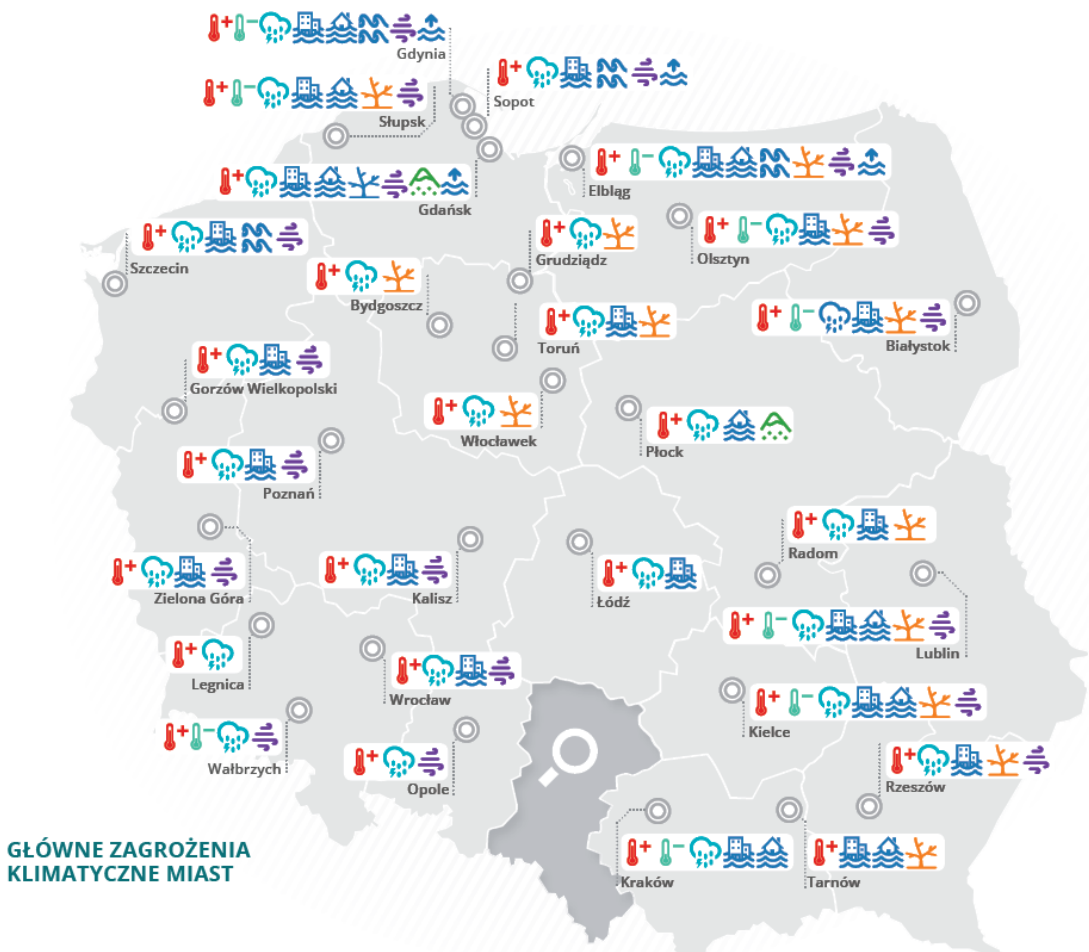 Gdynia
Sopot
Słupsk
Elbląg
Gdańsk
Grudziądz
Olsztyn
Szczecin
Bydgoszcz
Toruń
Białystok
Gorzów Wielkopolski
Włocławek
Płock
Poznań
Radom
Zielona Góra
Kalisz
Łódź
Lublin
Legnica
Wrocław
Kielce
Wałbrzych
Opole
Rzeszów
GŁÓWNE ZAGROŻENIA
KLIMATYCZNE MIAST
Kraków
Tarnów